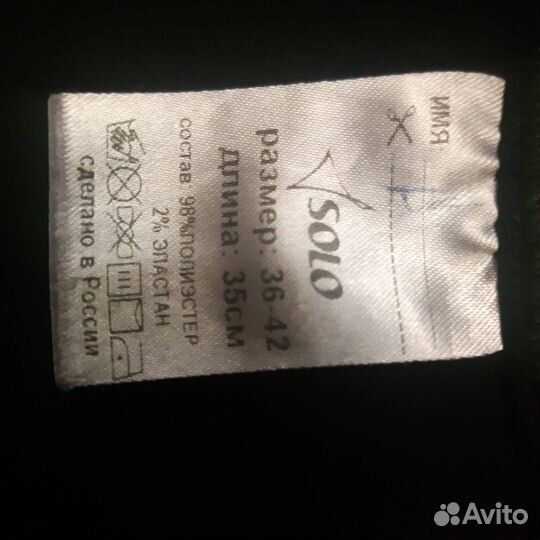 ИМЯ
SOLO
размер: 36-42
длина: 35см
состав 98%ПОЛИЭСТЕР
2% ЭЛАСТАН
сделано в России
Avito